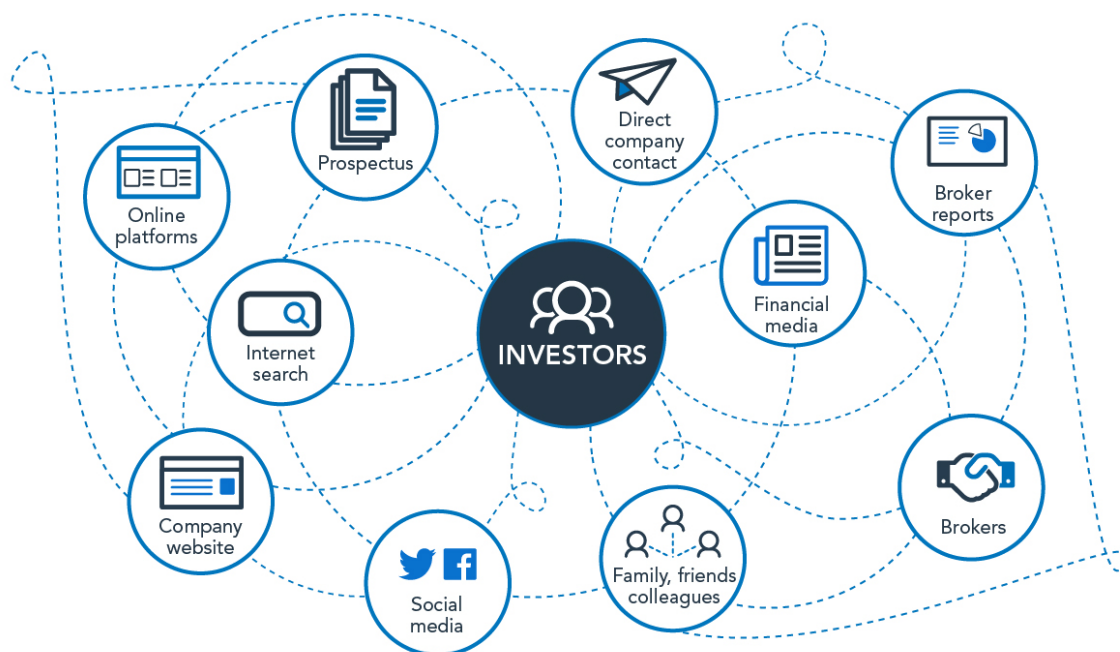 Prospectus
Direct
company
contact
Broker
reports
Online
platforms
Financial
media
Internet
search
INVESTORS
Company
website
Brokers
Social
media
Family, friends
colleagues